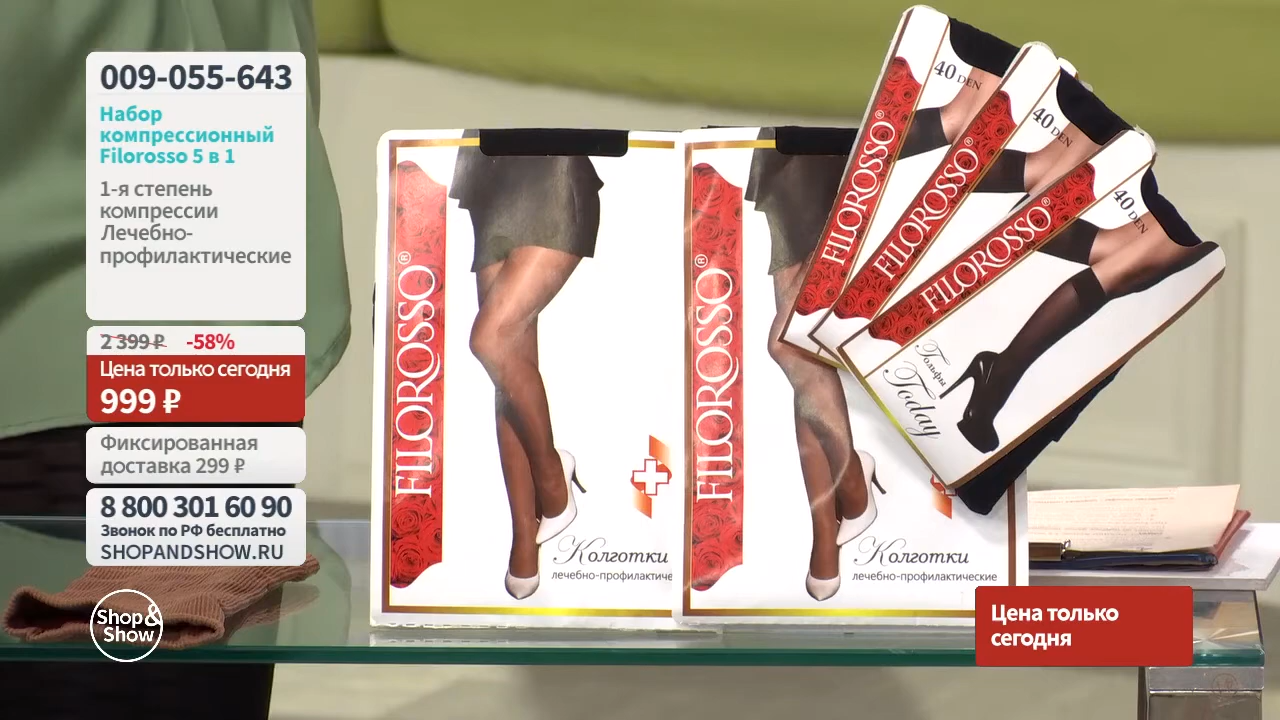 009-055-643
Набор
компрессионный
Filorosso 5 в 1
1-я степень
компрессии
Лечебно-
профилактические
2 399 ₽ -58%
Цена только сегодня
999 ₽
Фиксированная
доставка 299 ₽
8 800 301 60 90
Звонок по РФ бесплатно
SHOPANDSHOW.RU
Shop&
Show
FILOROSSO®
Колготки
лечебно-профилактиче
FILOROSSO®
Колготки
лечебно-профилактические
40 DEN
FILOROSSO®
40 DEN
FILOROSSO®
40 DEN
FILOROSSO®
Гольфы
Today
Цена только
сегодня